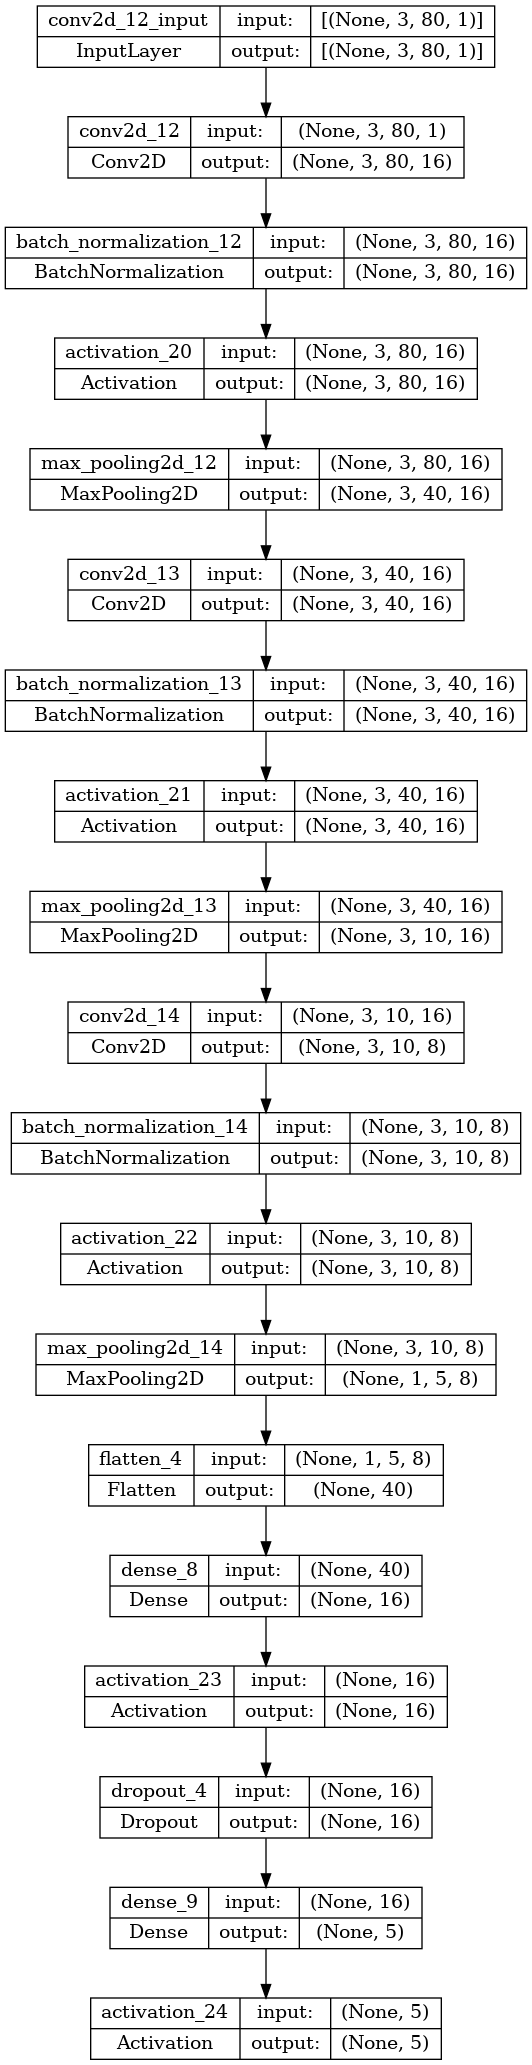 conv2d_12_input input: [(None, 3, 80, 1)]
InputLayer output: [(None, 3, 80, 1)]
conv2d_12 input: (None, 3, 80, 1)
Conv2D output: (None, 3, 80, 16)
batch_normalization_12 input: (None, 3, 80, 16)
BatchNormalization output: (None, 3, 80, 16)
activation_20 input: (None, 3, 80, 16)
Activation output: (None, 3, 80, 16)
max_pooling2d_12 input: (None, 3, 80, 16)
MaxPooling2D output: (None, 3, 40, 16)
conv2d_13 input: (None, 3, 40, 16)
Conv2D output: (None, 3, 40, 16)
batch_normalization_13 input: (None, 3, 40, 16)
BatchNormalization output: (None, 3, 40, 16)
activation_21 input: (None, 3, 40, 16)
Activation output: (None, 3, 40, 16)
max_pooling2d_13 input: (None, 3, 40, 16)
MaxPooling2D output: (None, 3, 10, 16)
conv2d_14 input: (None, 3, 10, 16)
Conv2D output: (None, 3, 10, 8)
batch_normalization_14 input: (None, 3, 10, 8)
BatchNormalization output: (None, 3, 10, 8)
activation_22 input: (None, 3, 10, 8)
Activation output: (None, 3, 10, 8)
max_pooling2d_14 input: (None, 3, 10, 8)
MaxPooling2D output: (None, 1, 5, 8)
flatten_4 input: (None, 1, 5, 8)
Flatten output: (None, 40)
dense_8 input: (None, 40)
Dense output: (None, 16)
activation_23 input: (None, 16)
Activation output: (None, 16)
dropout_4 input: (None, 16)
Dropout output: (None, 16)
dense_9 input: (None, 16)
Dense output: (None, 5)
activation_24 input: (None, 5)
Activation output: (None, 5)